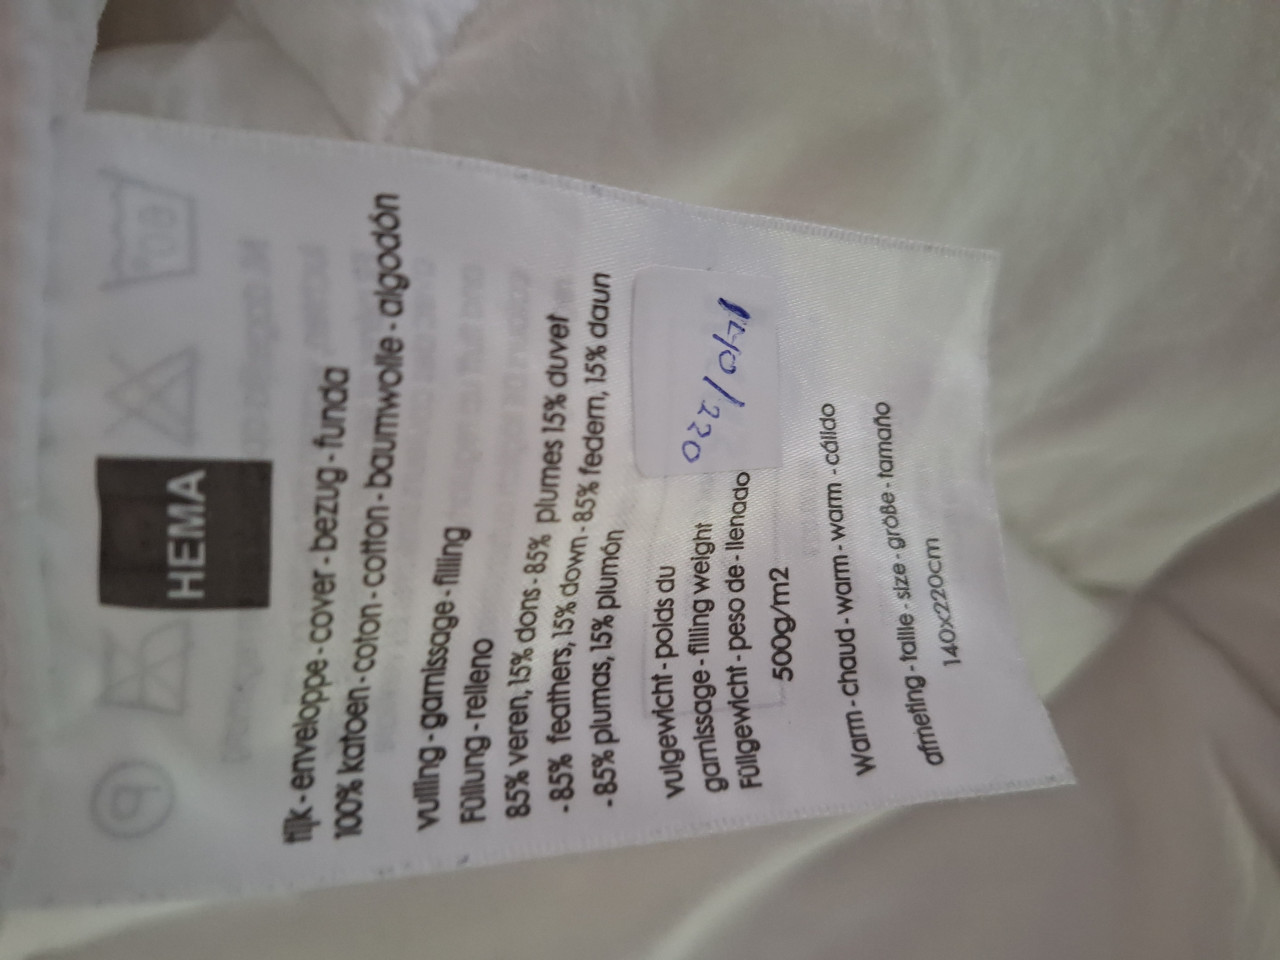 HEMA
tijk - enveloppe - cover - bezug - funda
100% katoen - coton - cotton - baumwolle - algodón
vulling - garnissage - filling
Füllung - relleno
85% veren, 15% dons - 85% plumes 15% duvet
- 85% feathers, 15% down - 85% federn, 15% daun
- 85% plumas, 15% plumón
140/220
vulgewicht - poids du
garnissage - filling weight
Füllgewicht - peso de - llenado
500g/m2
warm - chaud - warm - warm - cálido
afmeting - taille - size - größe - tamaño
140x220cm